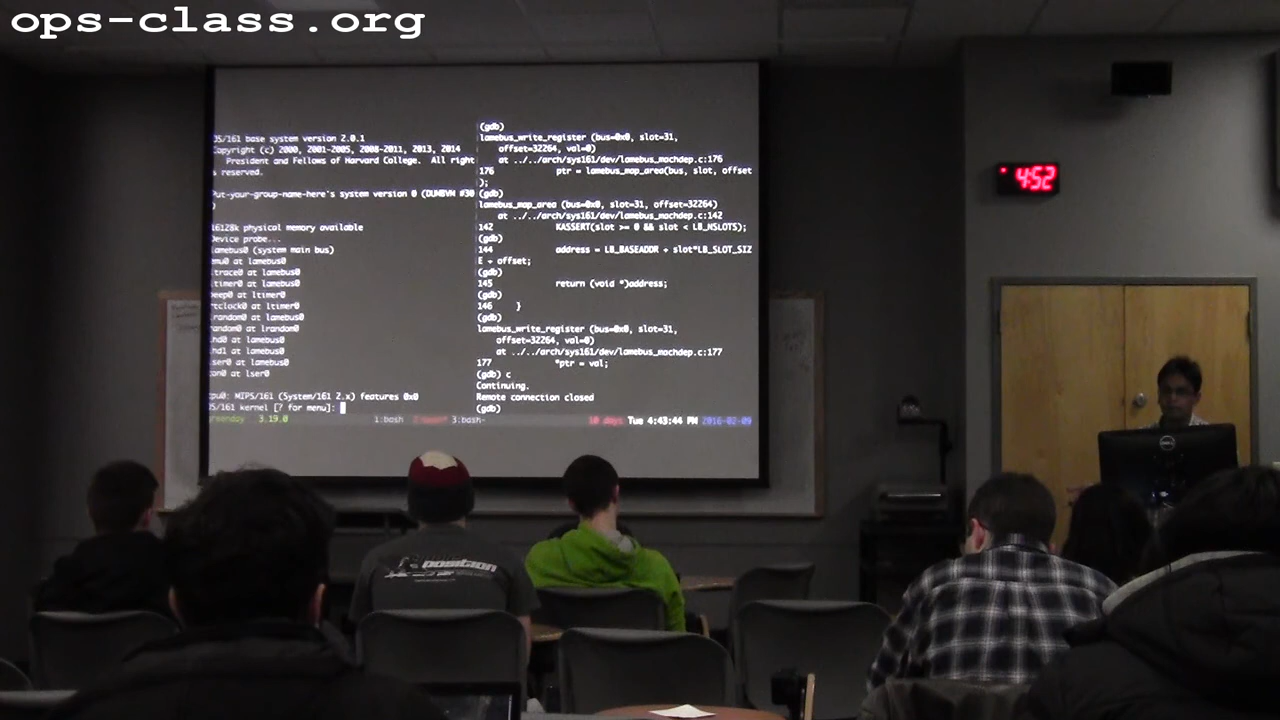 ops-class.org
OS/161 base system version 2.0.1
Copyright (c) 2000, 2001-2005, 2008-2011, 2013, 2014
President and Fellows of Harvard College. All right
s reserved.
Put-your-group-name-here's system version 0 (DUMBVM #30
)
16128k physical memory available
Device probe...
lamebus0 (system main bus)
emu0 at lamebus0
ltrace0 at lamebus0
ltimer0 at lamebus0
beep0 at ltimer0
rtclock0 at ltimer0
lrandom0 at lamebus0
random0 at lrandom0
lhd0 at lamebus0
lhd1 at lamebus0
lser0 at lamebus0
con0 at lser0
cpu0: MIPS/161 (System/161 2.x) features 0x0
OS/161 kernel [? for menu]:
(gdb)
lamebus_write_register (bus=0x0, slot=31,
offset=32264, val=0)
at ../../arch/sys161/dev/lamebus_machdep.c:176
176 ptr = lamebus_map_area(bus, slot, offset
);
(gdb)
lamebus_map_area (bus=0x0, slot=31, offset=32264)
at ../../arch/sys161/dev/lamebus_machdep.c:142
142 KASSERT(slot >= 0 && slot < LB_NSLOTS);
(gdb)
144 address = LB_BASEADDR + slot*LB_SLOT_SIZ
E + offset;
(gdb)
145 return (void *)address;
(gdb)
146 }
(gdb)
lamebus_write_register (bus=0x0, slot=31,
offset=32264, val=0)
at ../../arch/sys161/dev/lamebus_machdep.c:177
177 *ptr = val;
(gdb) c
Continuing.
Remote connection closed
(gdb)
greenday 3.19.0 1:bash 3:bash- 10 days Tue 4:43:44 PM 2016-02-09
4:52
DELL
position